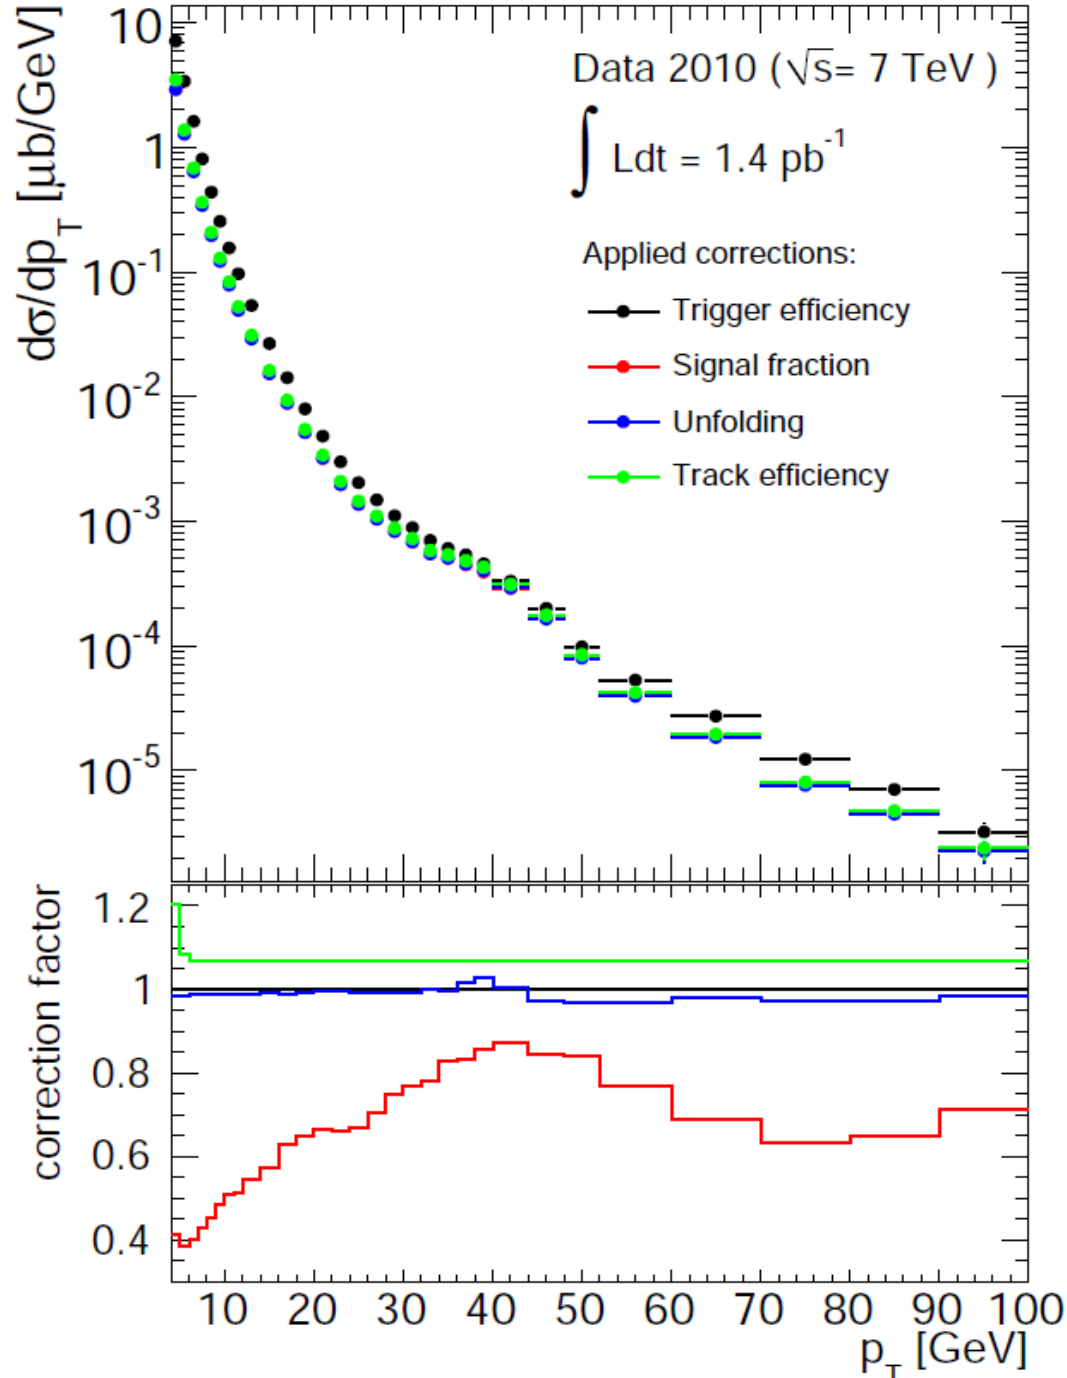 dσ/dp_T [μb/GeV]
10
1
10^-1
10^-2
10^-3
10^-4
10^-5
Data 2010 (√s= 7 TeV )
∫ Ldt = 1.4 pb^-1
Applied corrections:
Trigger efficiency
Signal fraction
Unfolding
Track efficiency
correction factor
1.2
1
0.8
0.6
0.4
10 20 30 40 50 60 70 80 90 100
p_T [GeV]